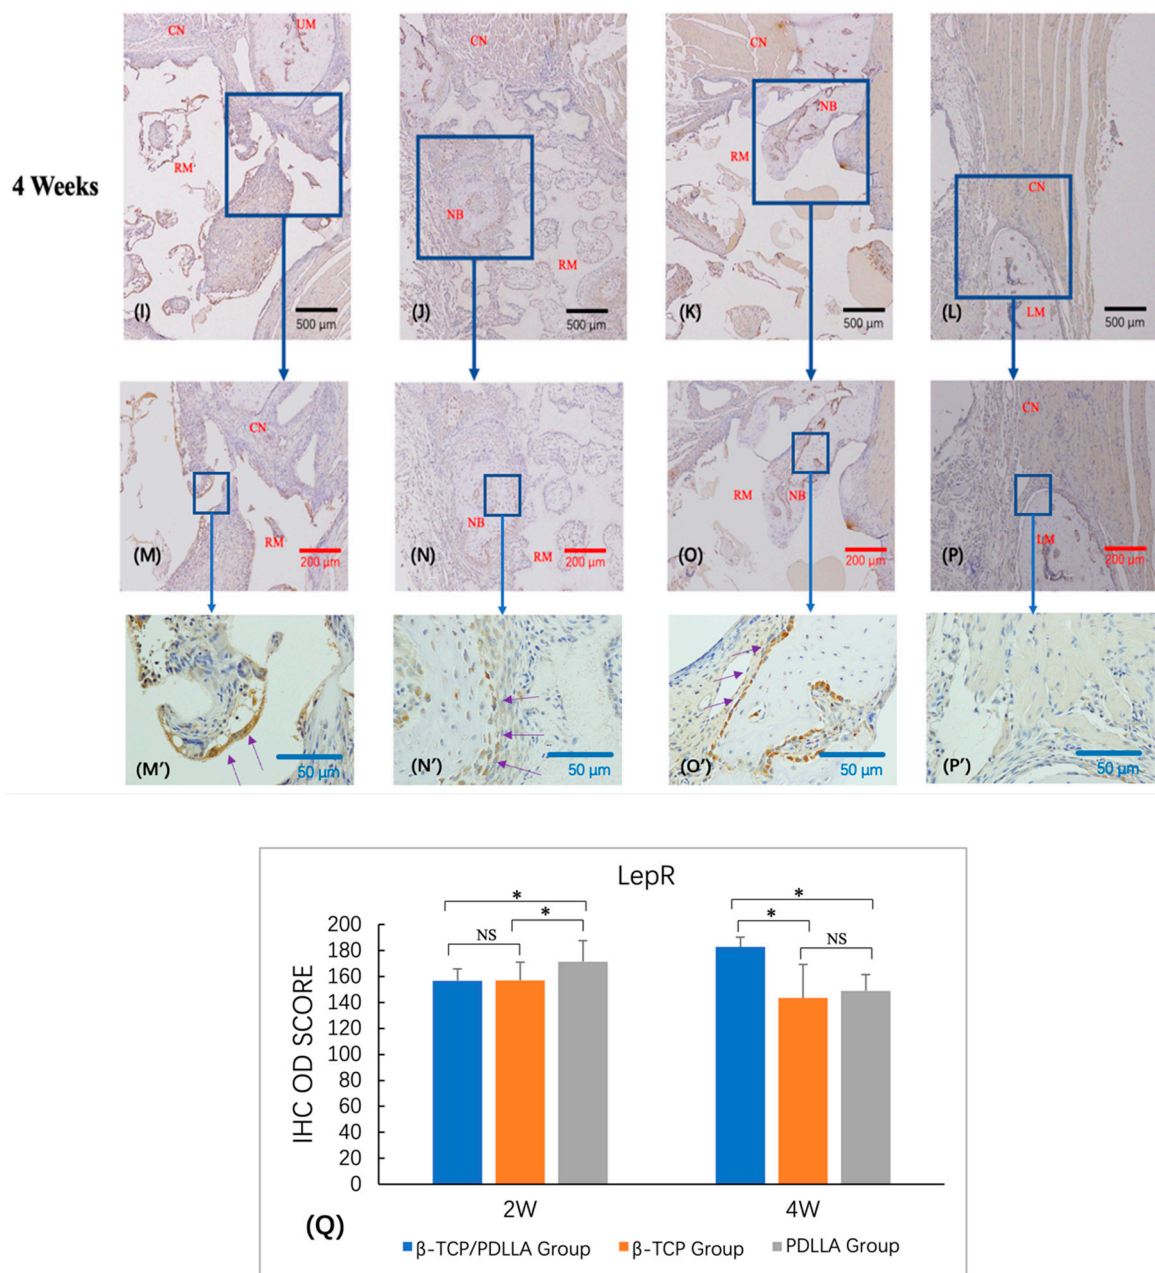 CN
UM
RM
(I)
500 μm
CN
NB
RM
(J)
500 μm
CN
NB
RM
(K)
500 μm
CN
LM
(L)
500 μm
4 Weeks
CN
RM
(M)
200 μm
NB
RM
(N)
200 μm
RM
NB
(O)
200 μm
CN
LM
(P)
200 μm
(M')
50 μm
(N')
50 μm
(O')
50 μm
(P')
50 μm
LepR
* * * *
NS NS
IHC OD SCORE
200
180
160
140
120
100
80
60
40
20
0
2W 4W
(Q)
β-TCP/PDLLA Group β-TCP Group PDLLA Group